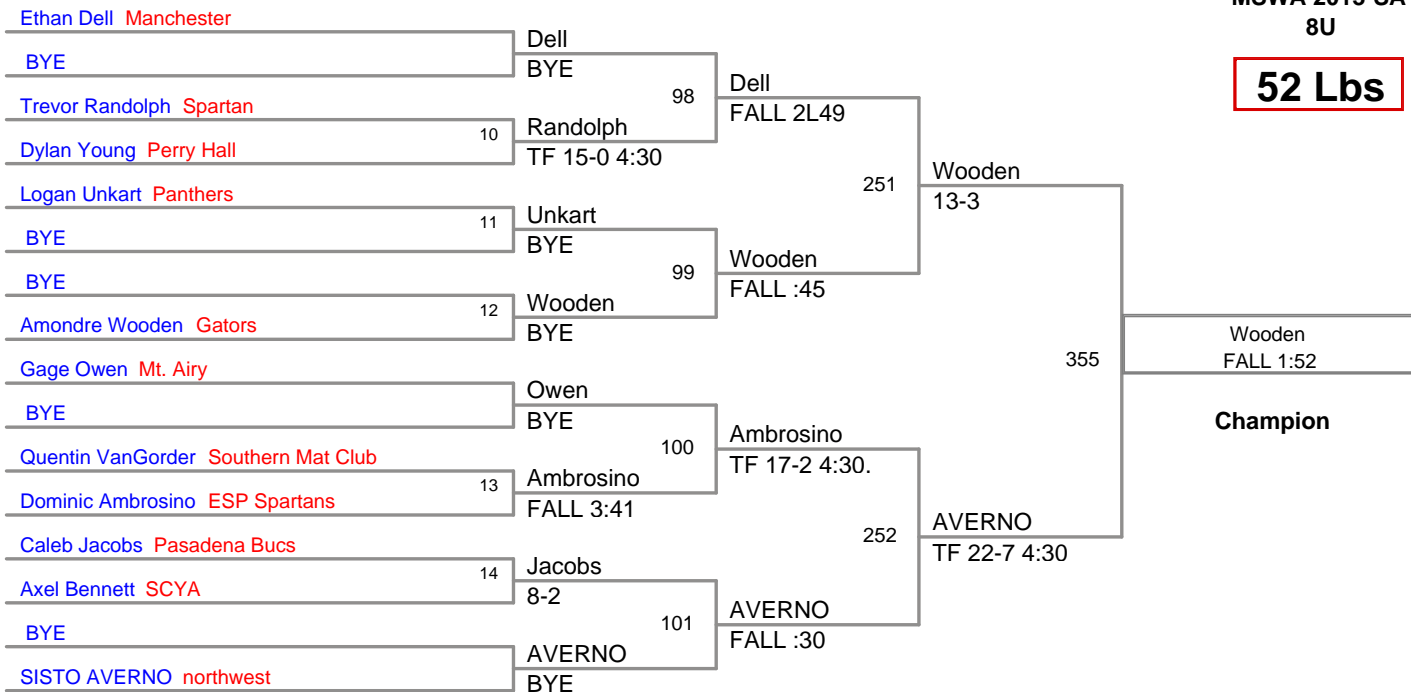 8U
52 Lbs
Ethan Dell Manchester
BYE
Trevor Randolph Spartan
Dylan Young Perry Hall
Logan Unkart Panthers
BYE
BYE
Amondre Wooden Gators
Gage Owen Mt. Airy
BYE
Quentin VanGorder Southern Mat Club
Dominic Ambrosino ESP Spartans
Caleb Jacobs Pasadena Bucs
Axel Bennett SCYA
BYE
SISTO AVERNO northwest
10
11
12
13
14
Dell
BYE
Randolph
TF 15-0 4:30
Unkart
BYE
Wooden
BYE
Owen
BYE
Ambrosino
FALL 3:41
Jacobs
8-2
AVERNO
BYE
98
99
100
101
Dell
FALL 2L49
Wooden
FALL :45
Ambrosino
TF 17-2 4:30.
AVERNO
FALL :30
251
252
Wooden
13-3
AVERNO
TF 22-7 4:30
355
Wooden
FALL 1:52
Champion